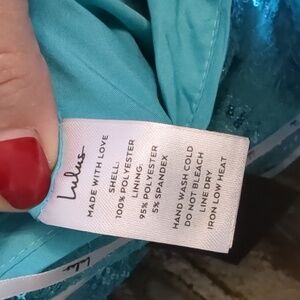 Lulus
MADE WITH LOVE
SHELL:
100% POLYESTER
LINING:
95% POLYESTER
5% SPANDEX
HAND WASH COLD
DO NOT BLEACH
LINE DRY
IRON LOW HEAT